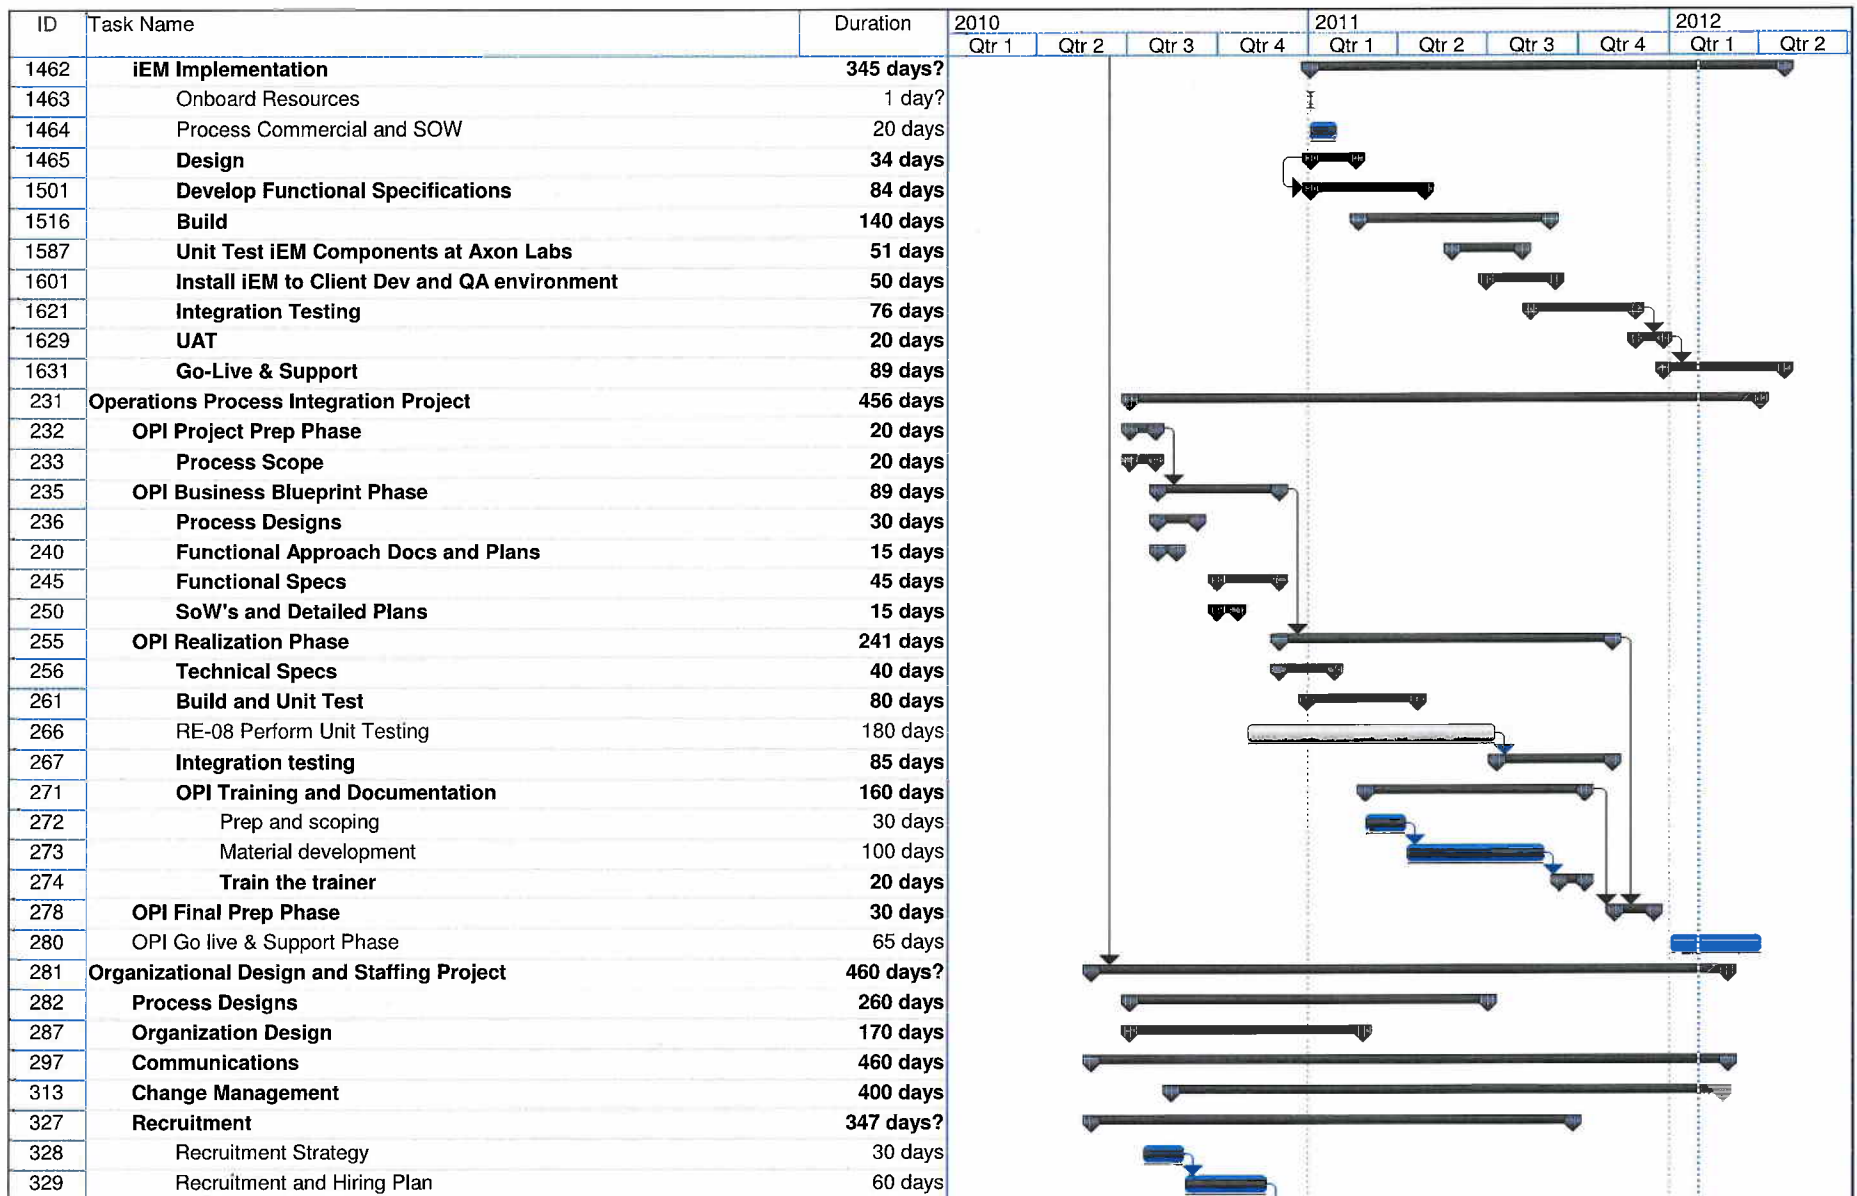 ID Task Name Duration 2010 2011 2012
Qtr 1 Qtr 2 Qtr 3 Qtr 4 Qtr 1 Qtr 2 Qtr 3 Qtr 4 Qtr 1 Qtr 2
1462 iEM Implementation 345 days?
1463 Onboard Resources 1 day?
1464 Process Commercial and SOW 20 days
1465 Design 34 days
1501 Develop Functional Specifications 84 days
1516 Build 140 days
1587 Unit Test iEM Components at Axon Labs 51 days
1601 Install iEM to Client Dev and QA environment 50 days
1621 Integration Testing 76 days
1629 UAT 20 days
1631 Go-Live & Support 89 days
231 Operations Process Integration Project 456 days
232 OPI Project Prep Phase 20 days
233 Process Scope 20 days
235 OPI Business Blueprint Phase 89 days
236 Process Designs 30 days
240 Functional Approach Docs and Plans 15 days
245 Functional Specs 45 days
250 SoW's and Detailed Plans 15 days
255 OPI Realization Phase 241 days
256 Technical Specs 40 days
261 Build and Unit Test 80 days
266 RE-08 Perform Unit Testing 180 days
267 Integration testing 85 days
271 OPI Training and Documentation 160 days
272 Prep and scoping 30 days
273 Material development 100 days
274 Train the trainer 20 days
278 OPI Final Prep Phase 30 days
280 OPI Go live & Support Phase 65 days
281 Organizational Design and Staffing Project 460 days?
282 Process Designs 260 days
287 Organization Design 170 days
297 Communications 460 days
313 Change Management 400 days
327 Recruitment 347 days?
328 Recruitment Strategy 30 days
329 Recruitment and Hiring Plan 60 days